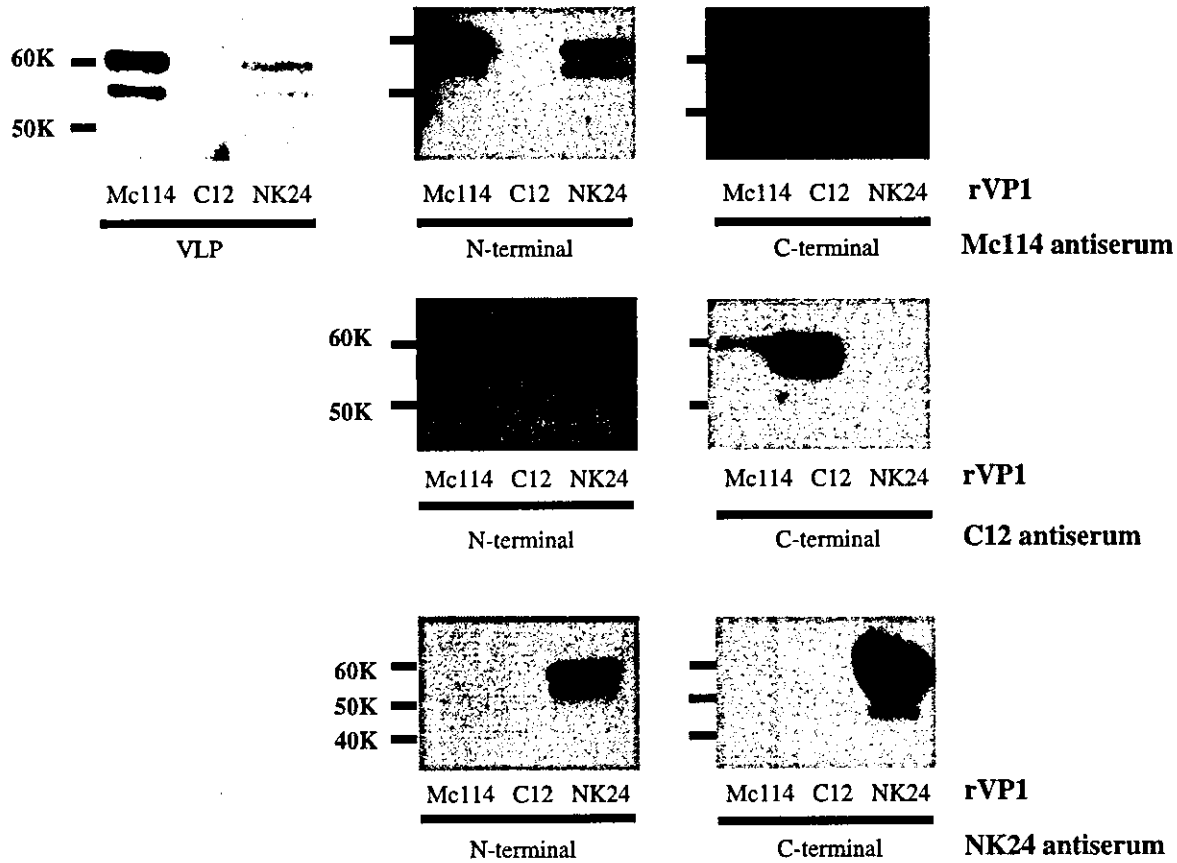 60K
50K
Mc114 C12 NK24
VLP
Mc114 C12 NK24
N-terminal
Mc114 C12 NK24
C-terminal
rVP1
Mc114 antiserum
60K
50K
Mc114 C12 NK24
N-terminal
Mc114 C12 NK24
C-terminal
rVP1
C12 antiserum
60K
50K
40K
Mc114 C12 NK24
N-terminal
Mc114 C12 NK24
C-terminal
rVP1
NK24 antiserum